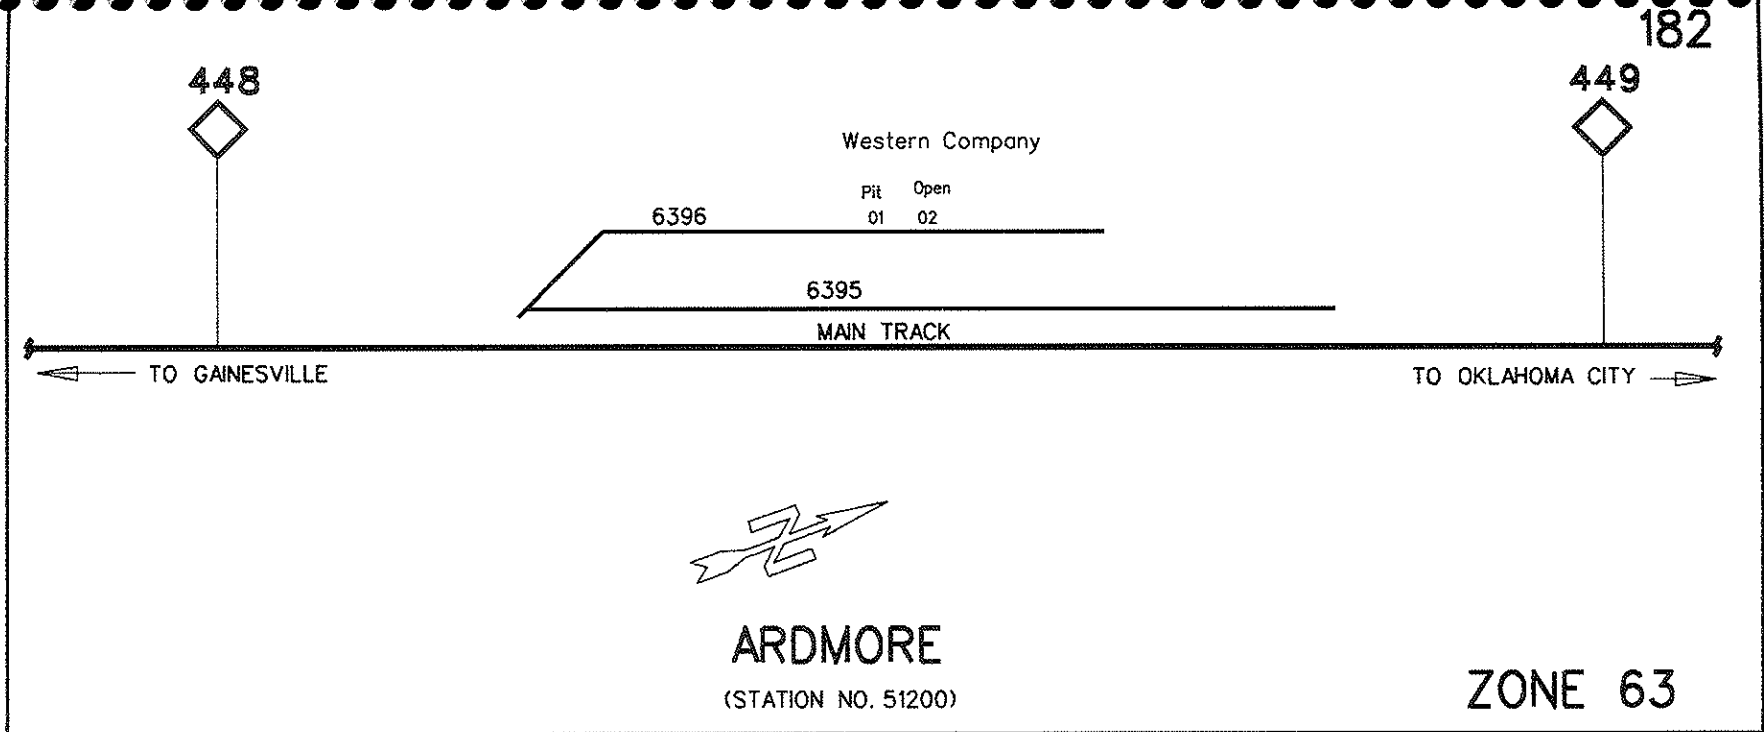 182
448
449
Western Company
Pit Open
01 02
6396
6395
MAIN TRACK
TO GAINESVILLE
TO OKLAHOMA CITY
N
ARDMORE
(STATION NO. 51200)
ZONE 63